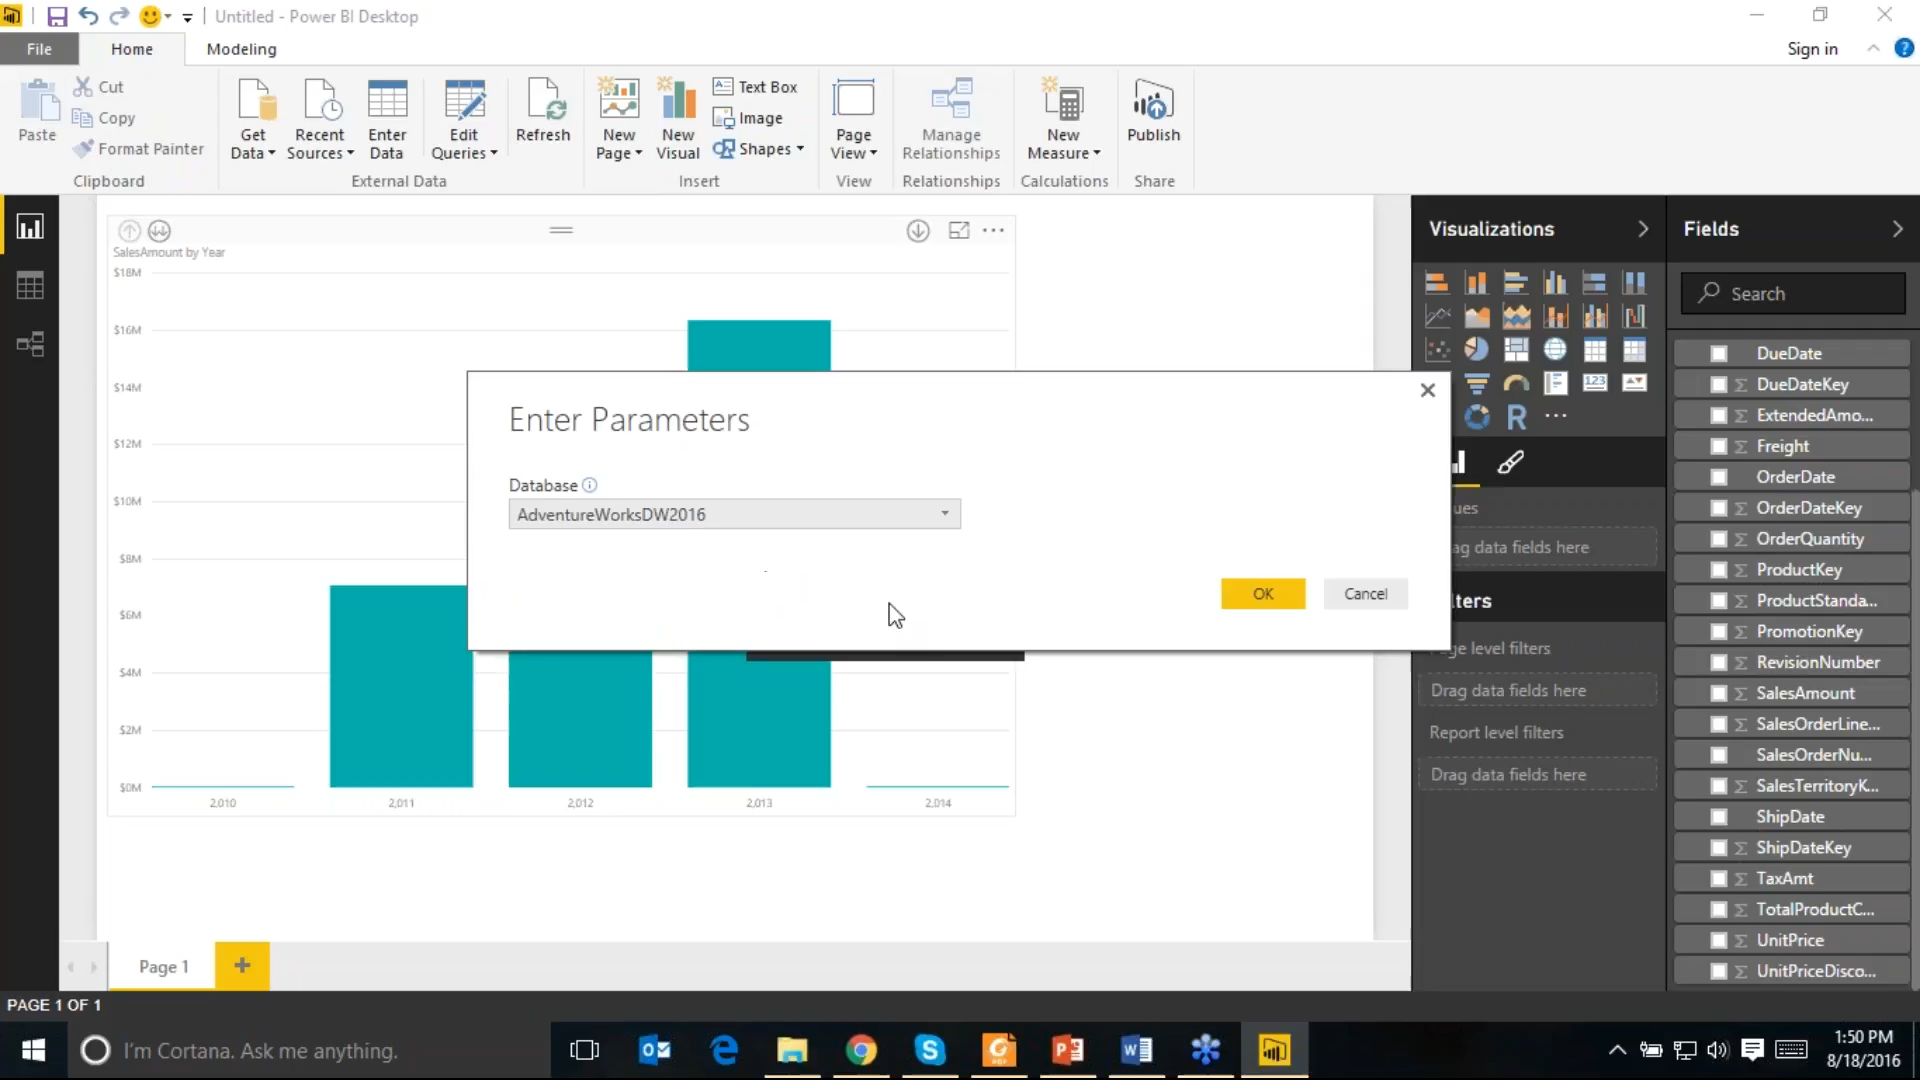 Untitled - Power BI Desktop
File
Home
Modeling
Sign in
Paste
Cut
Copy
Format Painter
Clipboard
Get Data
Recent Sources
Enter Data
Edit Queries
Refresh
External Data
New Page
New Visual
Text Box
Image
Shapes
Insert
Page View
View
Manage Relationships
Relationships
New Measure
Calculations
Publish
Share
SalesAmount by Year
$18M
$16M
$14M
$12M
$10M
$8M
$6M
$4M
$2M
$0M
2,010
2,011
2,012
2,013
2,014
Enter Parameters
Database
AdventureWorksDW2016
OK
Cancel
Visualizations
123
R
ues
ag data fields here
lters
ge level filters
Drag data fields here
Report level filters
Drag data fields here
Fields
Search
DueDate
DueDateKey
ExtendedAmo...
Freight
OrderDate
OrderDateKey
OrderQuantity
ProductKey
ProductStanda...
PromotionKey
RevisionNumber
SalesAmount
SalesOrderLine...
SalesOrderNu...
SalesTerritoryK...
ShipDate
ShipDateKey
TaxAmt
TotalProductC...
UnitPrice
UnitPriceDisco...
Page 1
PAGE 1 OF 1
I'm Cortana. Ask me anything.
1:50 PM
8/18/2016